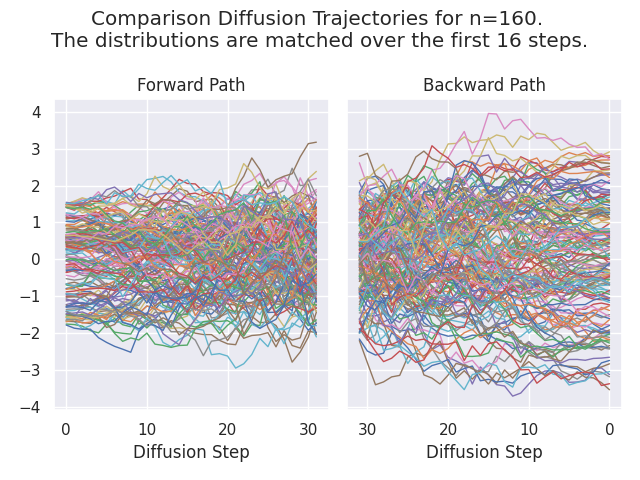 Comparison Diffusion Trajectories for n=160.
The distributions are matched over the first 16 steps.
Forward Path
Backward Path
4
3
2
1
0
−1
−2
−3
−4
0 10 20 30
30 20 10 0
Diffusion Step
Diffusion Step